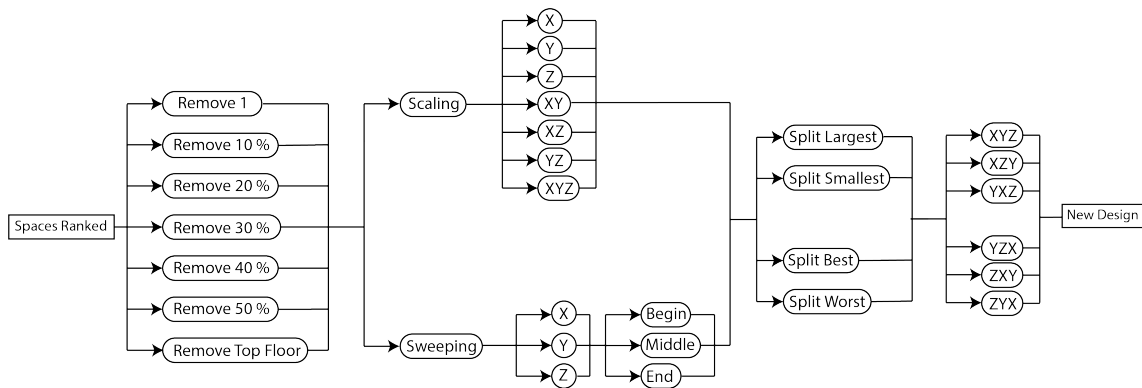 Spaces Ranked
Remove 1
Remove 10 %
Remove 20 %
Remove 30 %
Remove 40 %
Remove 50 %
Remove Top Floor
Scaling
X
Y
Z
XY
XZ
YZ
XYZ
Sweeping
X
Y
Z
Begin
Middle
End
Split Largest
Split Smallest
Split Best
Split Worst
XYZ
XZY
YXZ
YZX
ZXY
ZYX
New Design